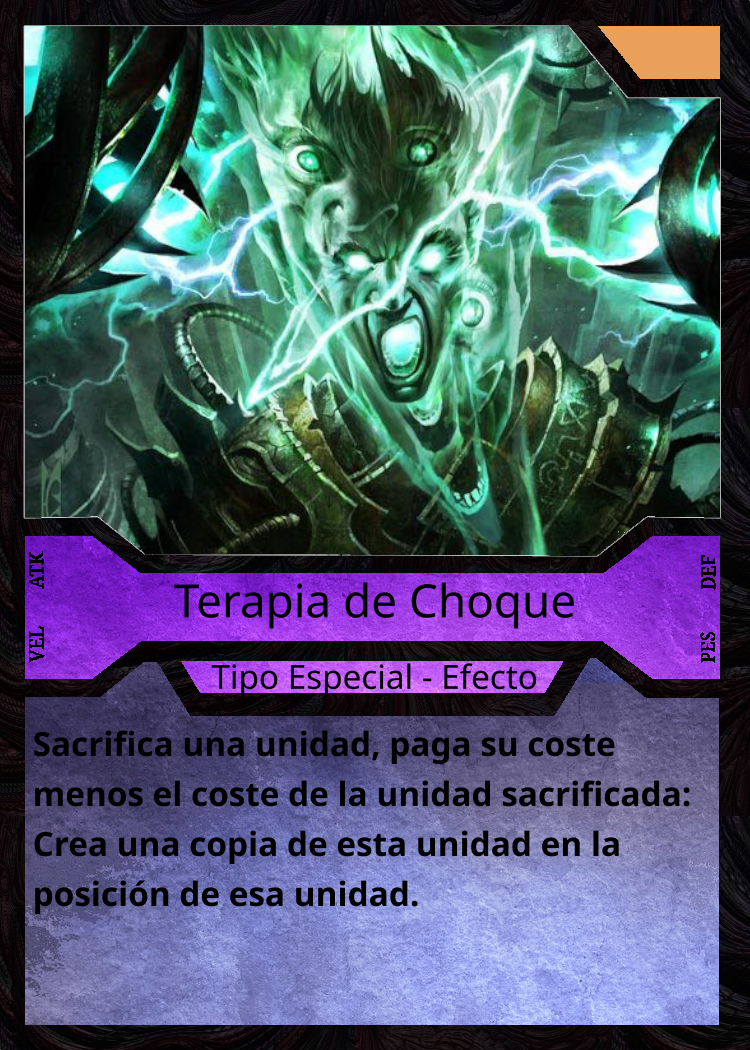 ATK
DEF
VEL
PES
Terapia de Choque
Tipo Especial - Efecto
Sacrifica una unidad, paga su coste
menos el coste de la unidad sacrificada:
Crea una copia de esta unidad en la
posición de esa unidad.